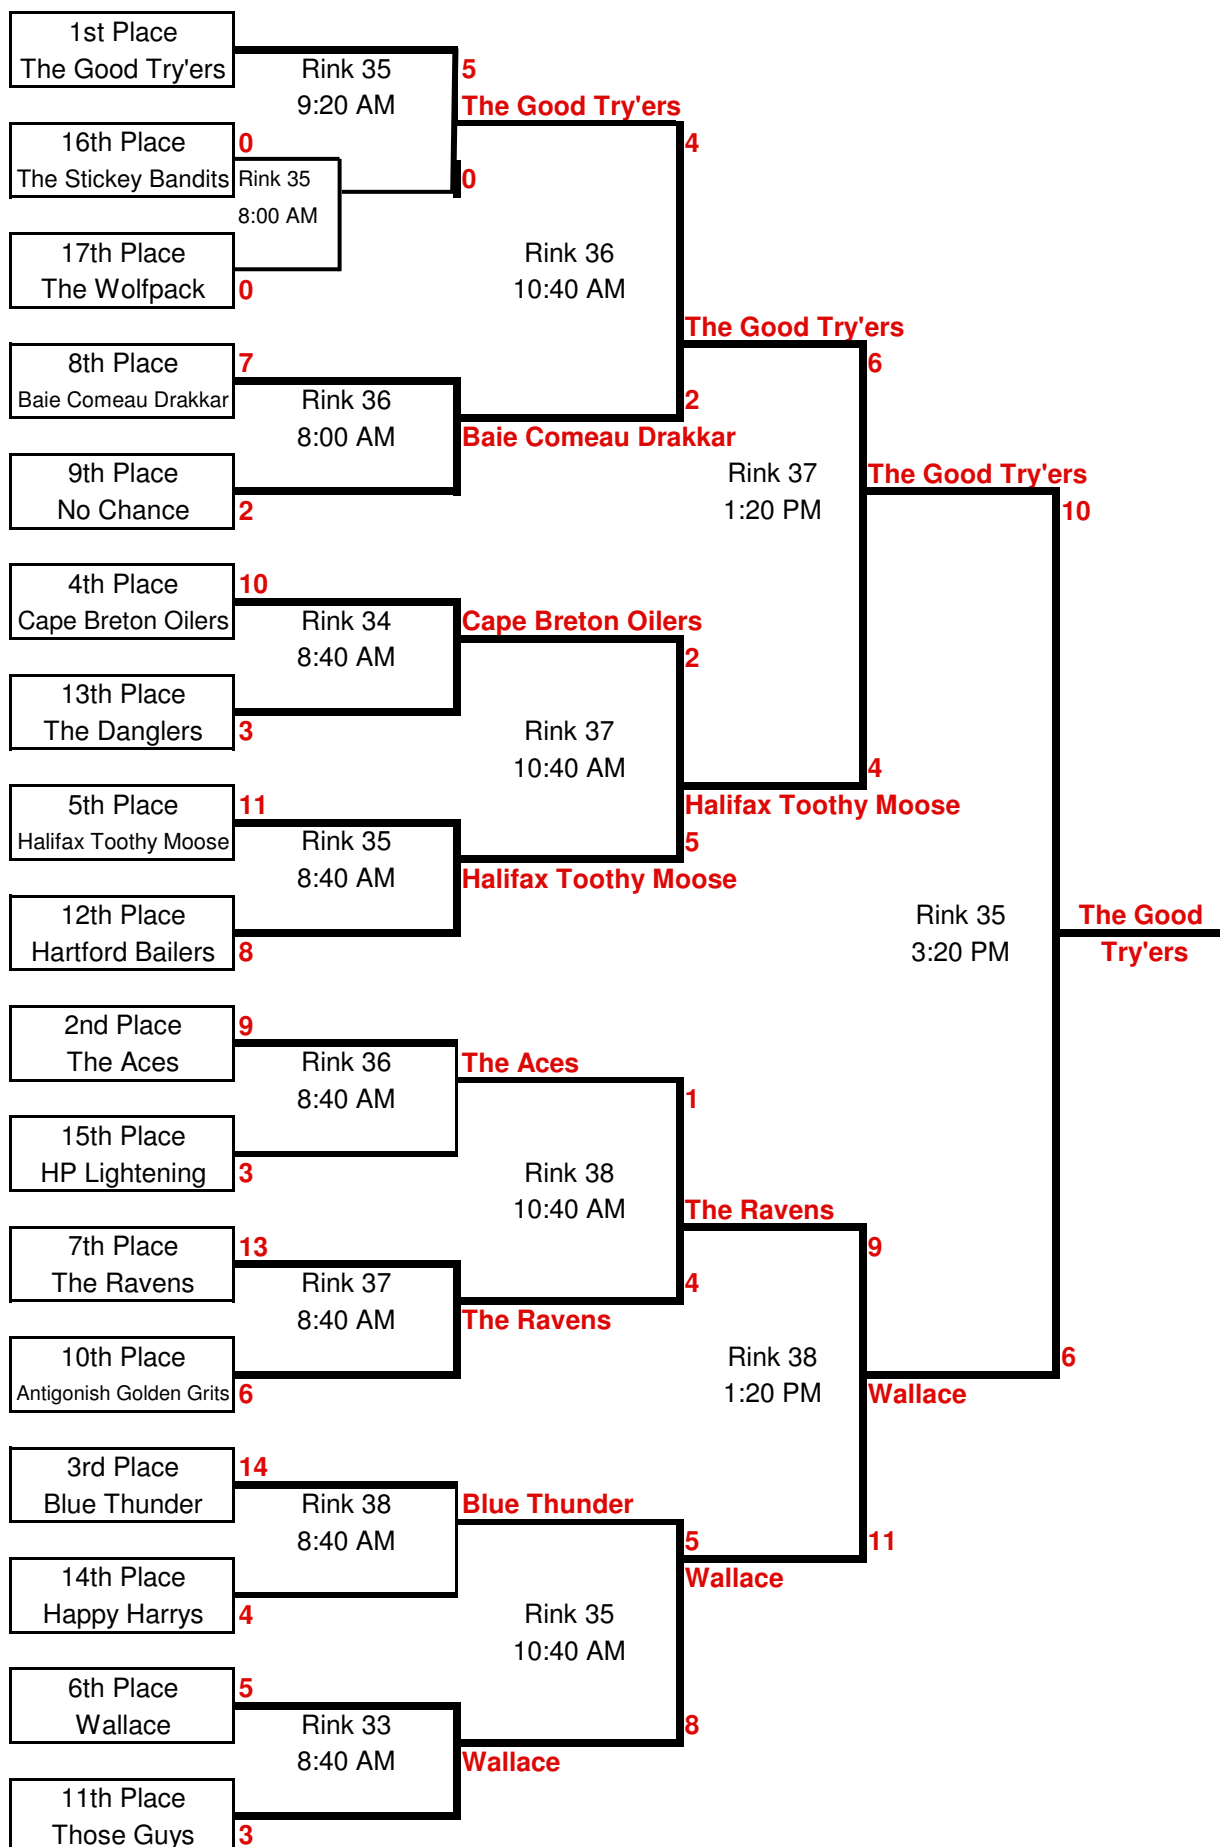 1st Place
The Good Try'ers
Rink 35
9:20 AM
5
The Good Try'ers
4
16th Place
The Stickey Bandits
0
Rink 35
8:00 AM
0
17th Place
The Wolfpack
0
Rink 36
10:40 AM
The Good Try'ers
6
8th Place
Baie Comeau Drakkar
7
Rink 36
8:00 AM
2
Baie Comeau Drakkar
9th Place
No Chance
2
Rink 37
1:20 PM
The Good Try'ers
10
4th Place
Cape Breton Oilers
10
Rink 34
8:40 AM
Cape Breton Oilers
2
13th Place
The Danglers
3
Rink 37
10:40 AM
4
Halifax Toothy Moose
5
5th Place
Halifax Toothy Moose
11
Rink 35
8:40 AM
Halifax Toothy Moose
12th Place
Hartford Bailers
8
Rink 35
3:20 PM
The Good
Try'ers
2nd Place
The Aces
9
Rink 36
8:40 AM
The Aces
1
15th Place
HP Lightening
3
Rink 38
10:40 AM
The Ravens
9
7th Place
The Ravens
13
Rink 37
8:40 AM
4
The Ravens
10th Place
Antigonish Golden Grits
6
Rink 38
1:20 PM
6
Wallace
3rd Place
Blue Thunder
14
Rink 38
8:40 AM
Blue Thunder
5
Wallace
11
14th Place
Happy Harrys
4
Rink 35
10:40 AM
6th Place
Wallace
5
Rink 33
8:40 AM
8
Wallace
11th Place
Those Guys
3